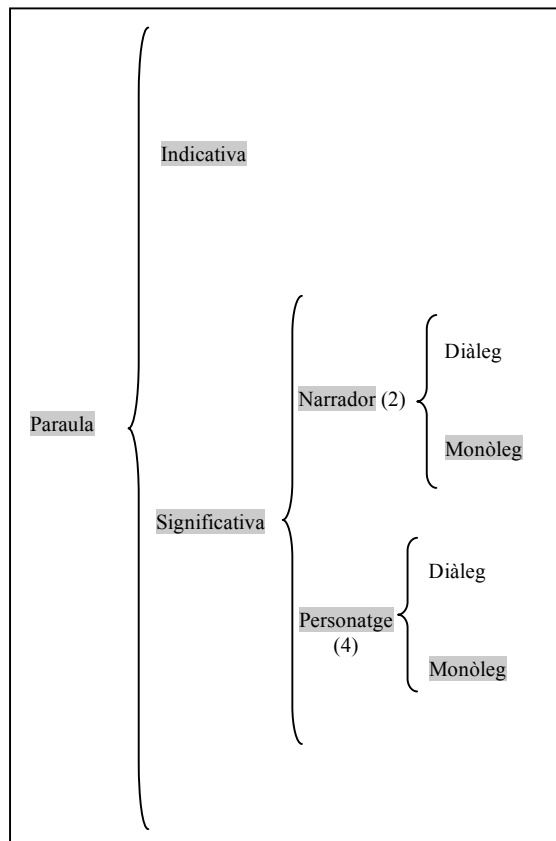 Indicativa
Diàleg
Narrador (2)
Paraula
Monòleg
Significativa
Diàleg
Personatge
(4)
Monòleg